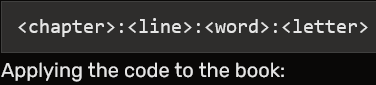 <chapter>:<line>:<word>:<letter>
Applying the code to the book: